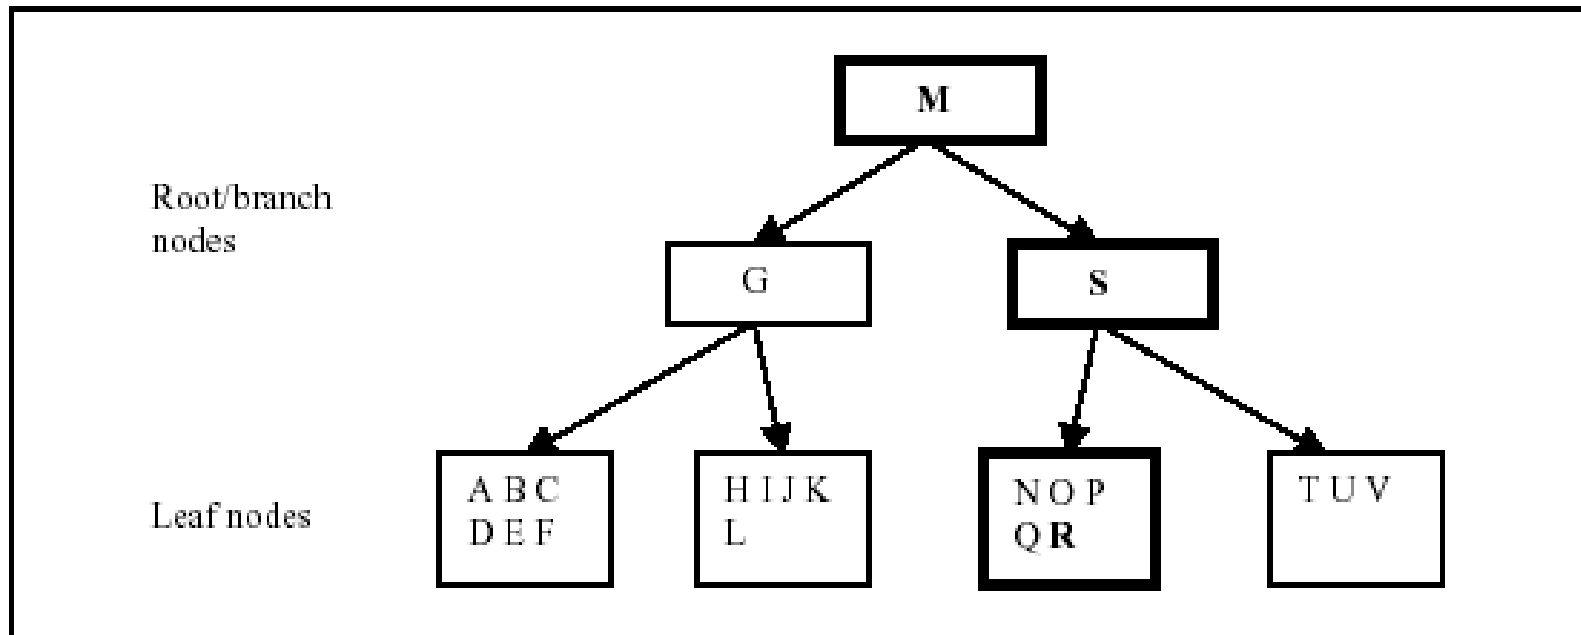 M
Root/branch
nodes
G
S
Leaf nodes
A B C
D E F
H I J K
L
N O P
Q R
T U V